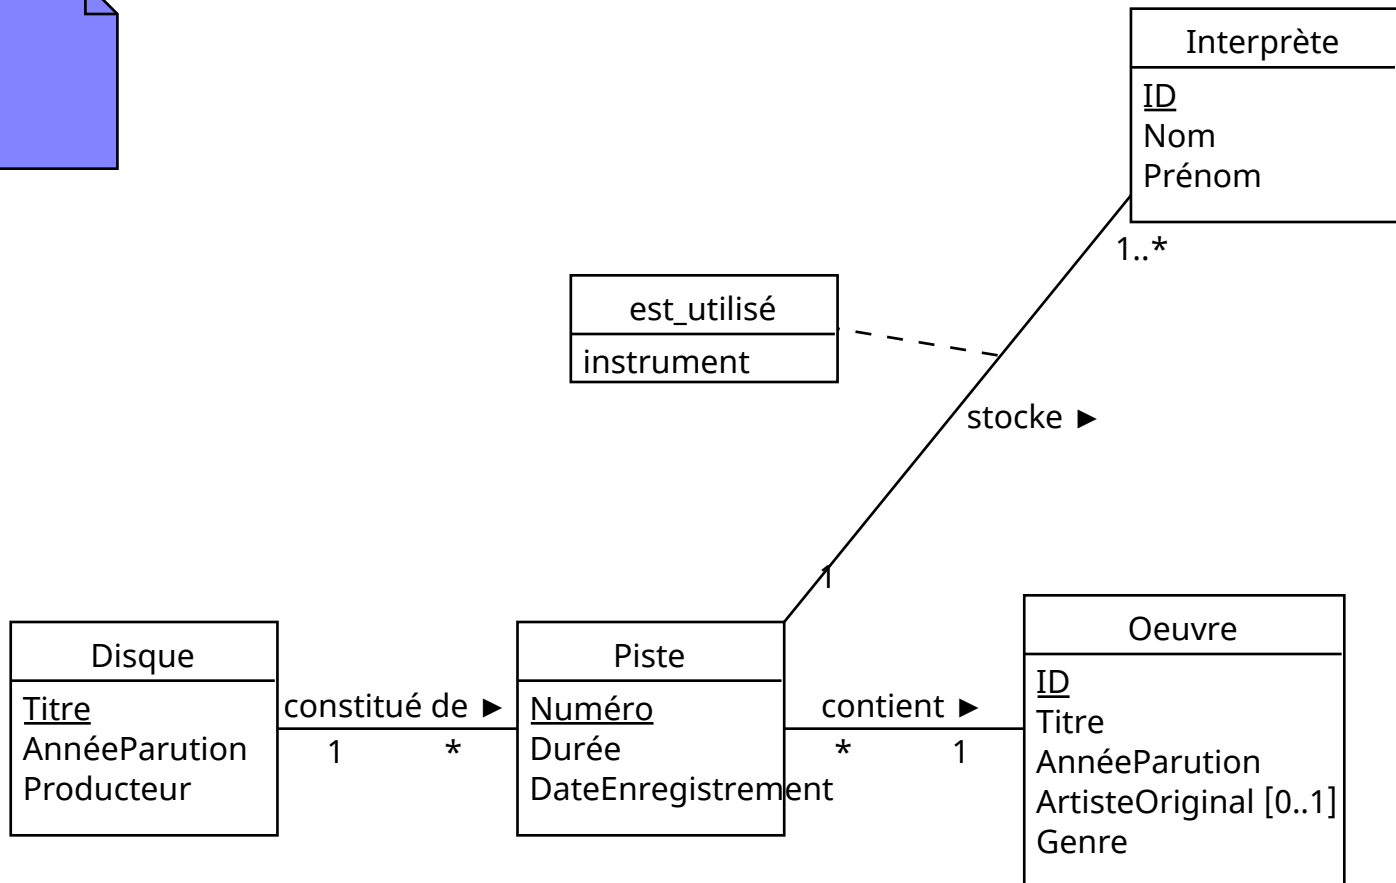 Interprète
ID
Nom
Prénom
1..*
est_utilisé
instrument
stocke ►
1
Disque
Titre
AnnéeParution
Producteur
constitué de ►
1 *
Piste
Numéro
Durée
DateEnregistrement
contient ►
* 1
Oeuvre
ID
Titre
AnnéeParution
ArtisteOriginal [0..1]
Genre